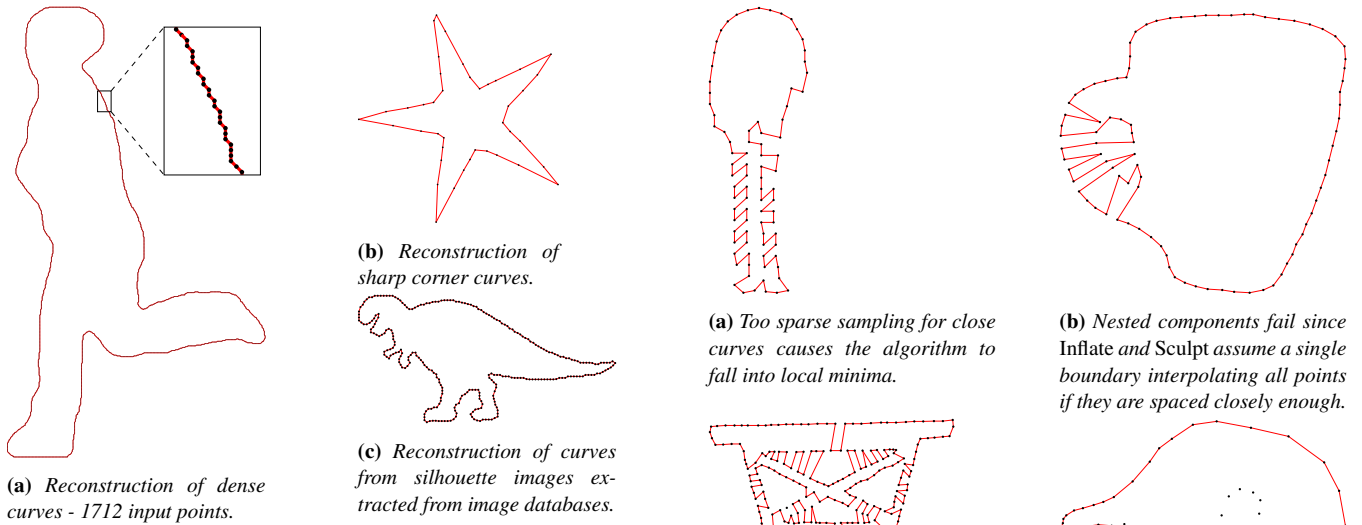 (a) Reconstruction of dense
curves - 1712 input points.
(b) Reconstruction of
sharp corner curves.
(c) Reconstruction of curves
from silhouette images ex-
tracted from image databases.
(a) Too sparse sampling for close
curves causes the algorithm to
fall into local minima.
(b) Nested components fail since
Inflate and Sculpt assume a single
boundary interpolating all points
if they are spaced closely enough.